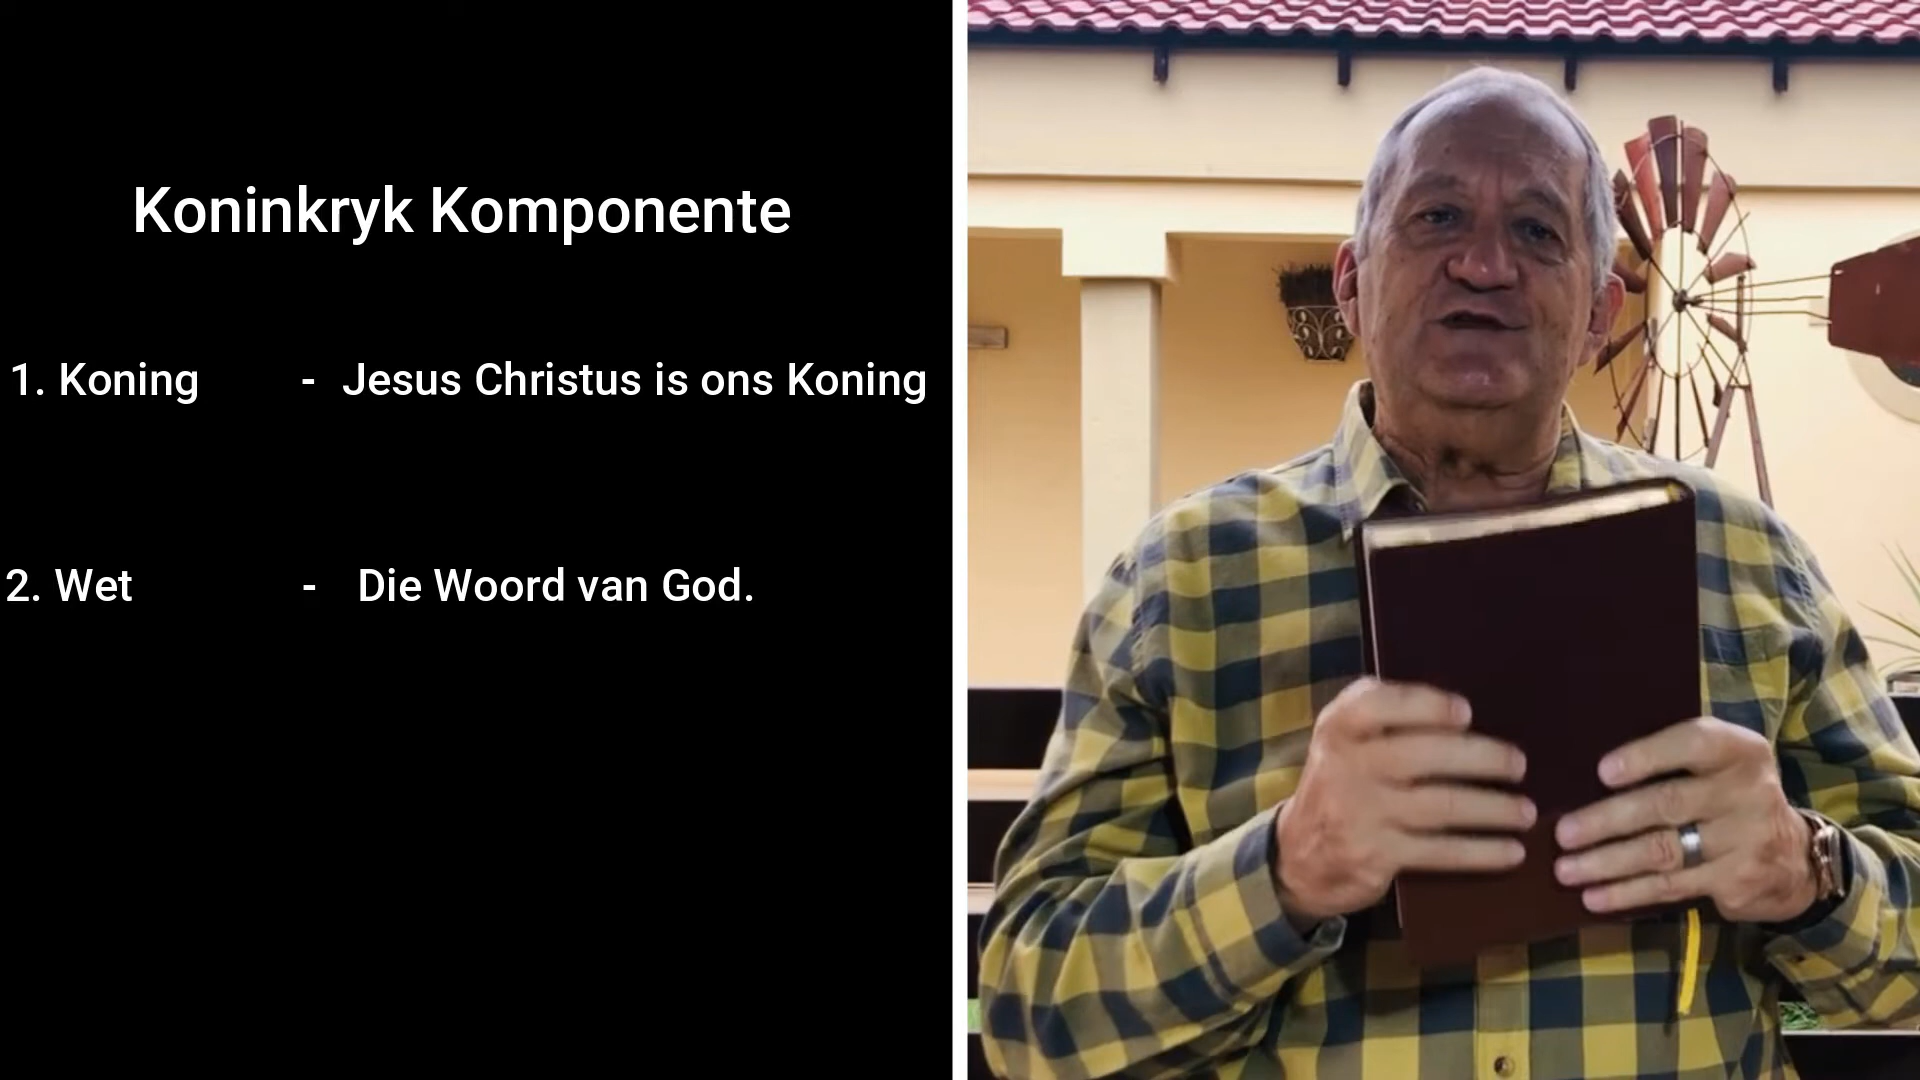 Koninkryk Komponente
1. Koning - Jesus Christus is ons Koning
2. Wet - Die Woord van God.